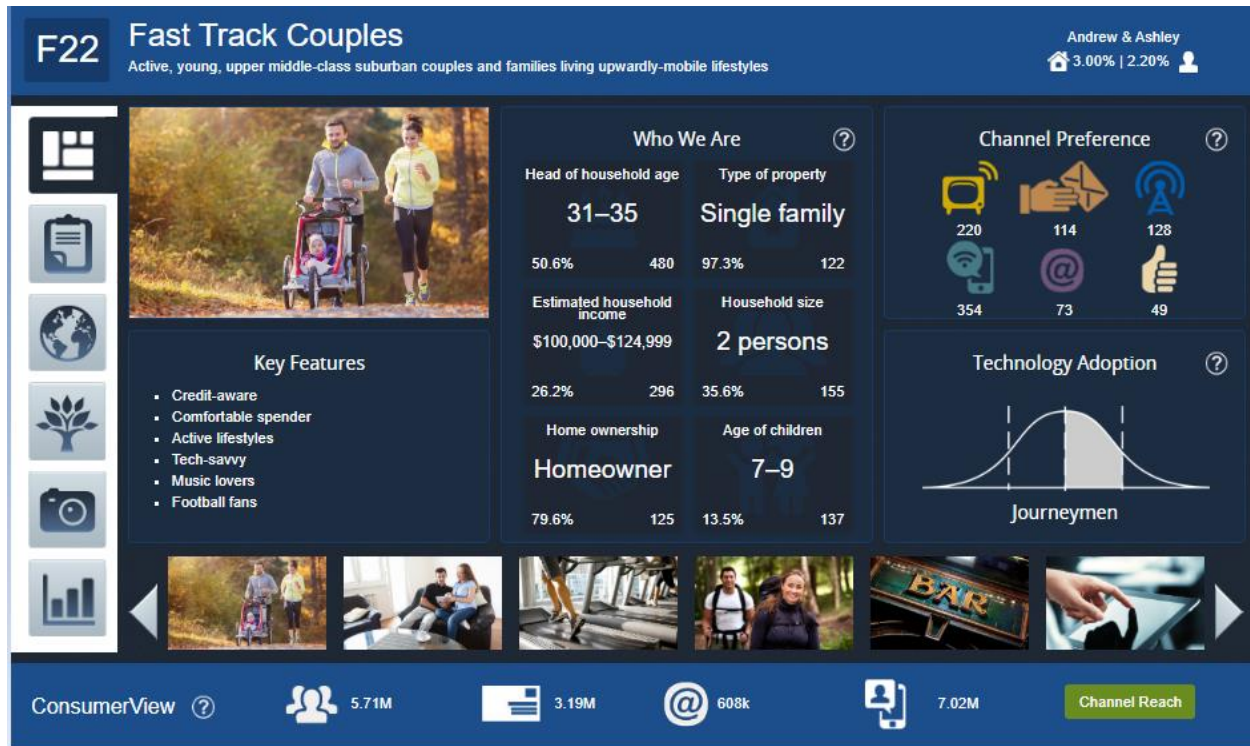 F22
Fast Track Couples
Active, young, upper middle-class suburban couples and families living upwardly-mobile lifestyles
Andrew & Ashley
3.00% | 2.20%
Who We Are ?
Head of household age
31–35
50.6% 480
Type of property
Single family
97.3% 122
Estimated household
income
$100,000–$124,999
26.2% 296
Household size
2 persons
35.6% 155
Home ownership
Homeowner
79.6% 125
Age of children
7–9
13.5% 137
Channel Preference ?
220 114 128
@
354 73 49
Key Features
• Credit-aware
• Comfortable spender
• Active lifestyles
• Tech-savvy
• Music lovers
• Football fans
Technology Adoption ?
Journeymen
BAR
ConsumerView ? 5.71M 3.19M @ 608k 7.02M Channel Reach